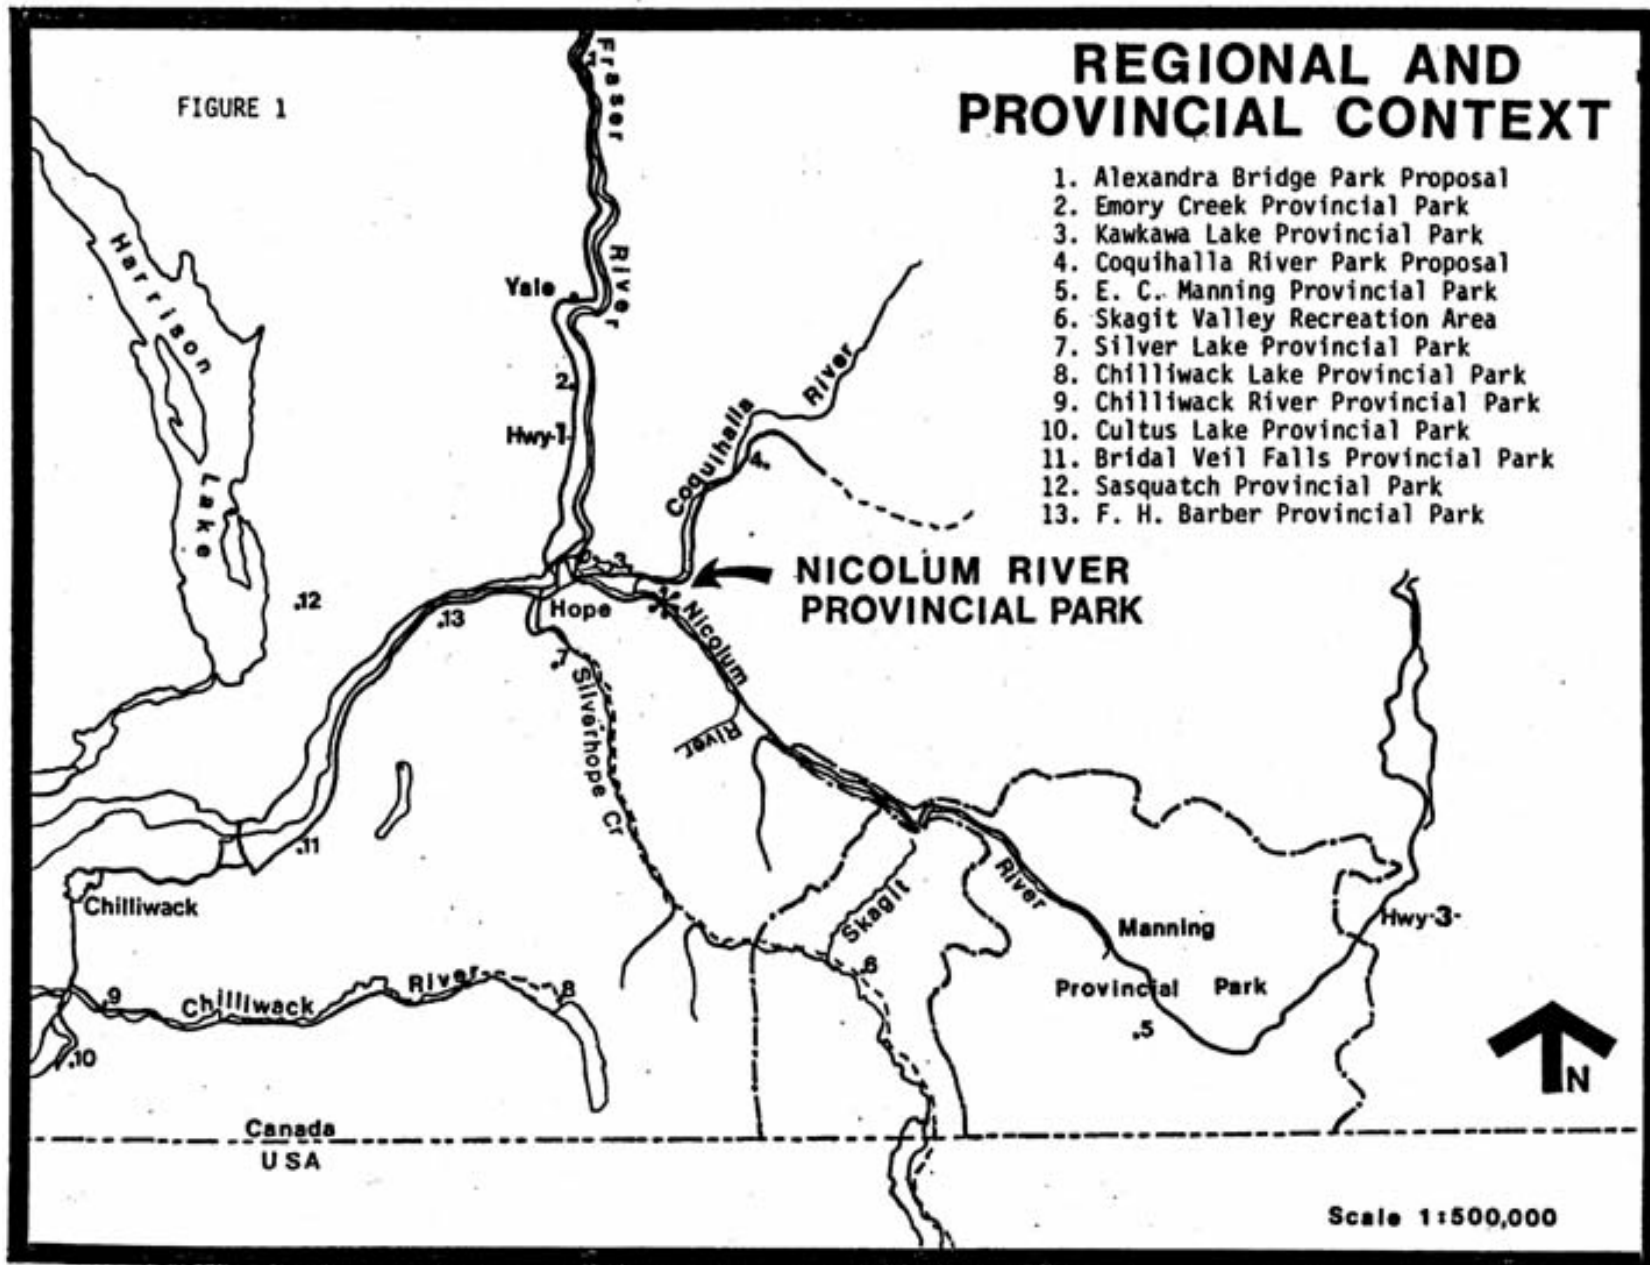 FIGURE 1
REGIONAL AND
PROVINCIAL CONTEXT
1. Alexandra Bridge Park Proposal
2. Emory Creek Provincial Park
3. Kawkawa Lake Provincial Park
4. Coquihalla River Park Proposal
5. E. C. Manning Provincial Park
6. Skagit Valley Recreation Area
7. Silver Lake Provincial Park
8. Chilliwack Lake Provincial Park
9. Chilliwack River Provincial Park
10. Cultus Lake Provincial Park
11. Bridal Veil Falls Provincial Park
12. Sasquatch Provincial Park
13. F. H. Barber Provincial Park
1
Fraser River
Harrison Lake
Yale
2
Hwy-1-
Coquihalla River
4
3
NICOLUM RIVER
PROVINCIAL PARK
12
13
Hope
7
Nicolum River
Silverhope Cr
11
Chilliwack
Skagit River
6
Manning
Provincial Park
5
Hwy-3-
9
Chilliwack River
8
10
N
Canada
USA
Scale 1:500,000